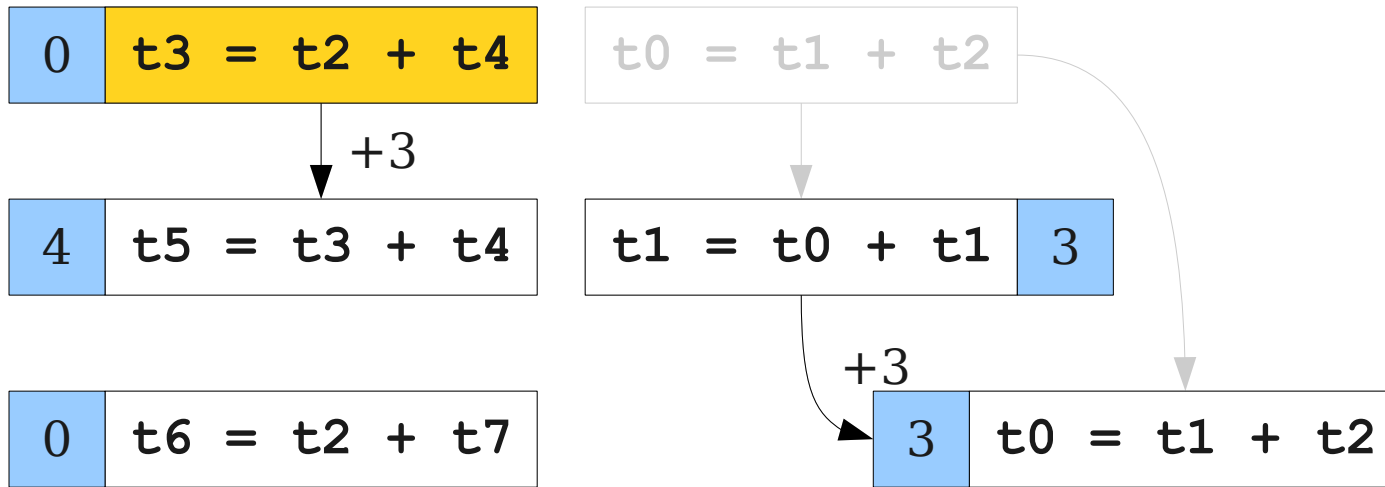 0 t3 = t2 + t4 t0 = t1 + t2
+3
4 t5 = t3 + t4 t1 = t0 + t1 3
+3
0 t6 = t2 + t7 3 t0 = t1 + t2